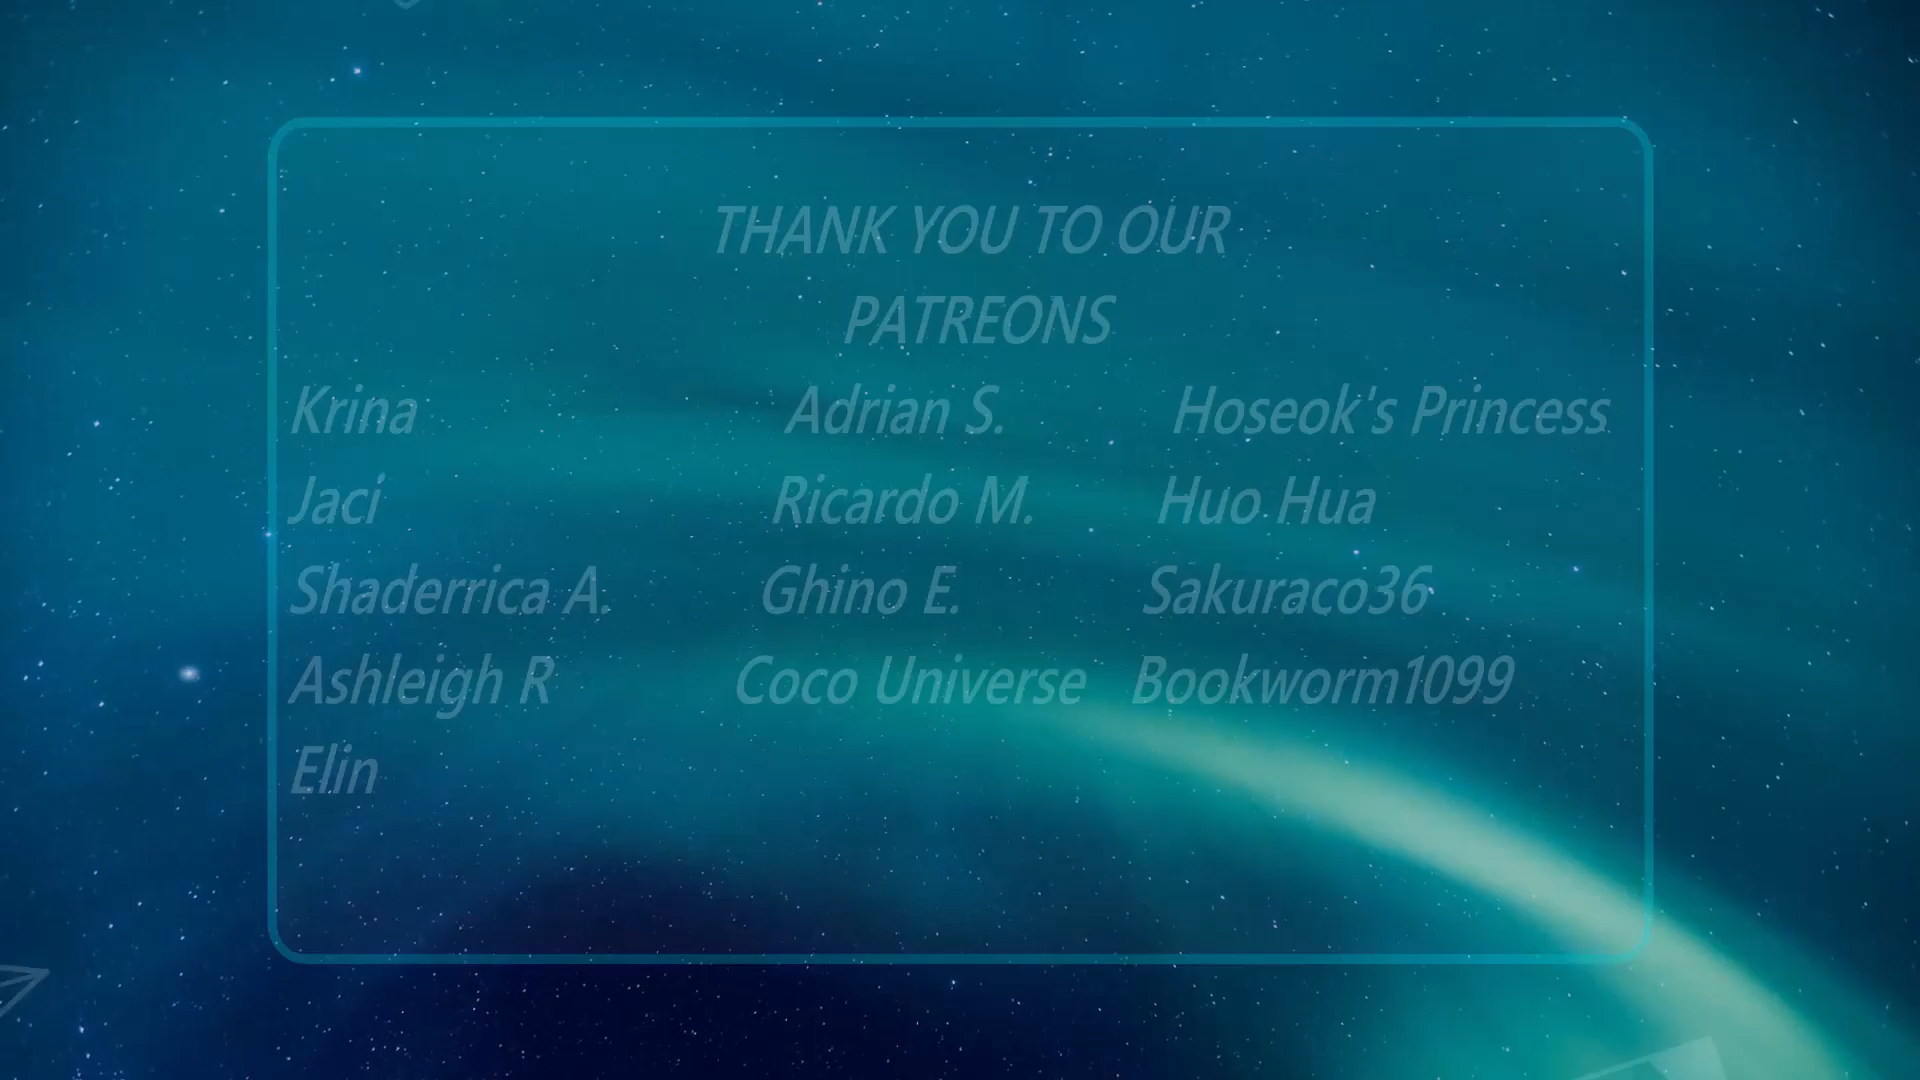 THANK YOU TO OUR
PATREONS
Krina Adrian S. Hoseok's Princess
Jaci Ricardo M. Huo Hua
Shaderrica A. Ghino E. Sakuraco36
Ashleigh R Coco Universe Bookworm1099
Elin